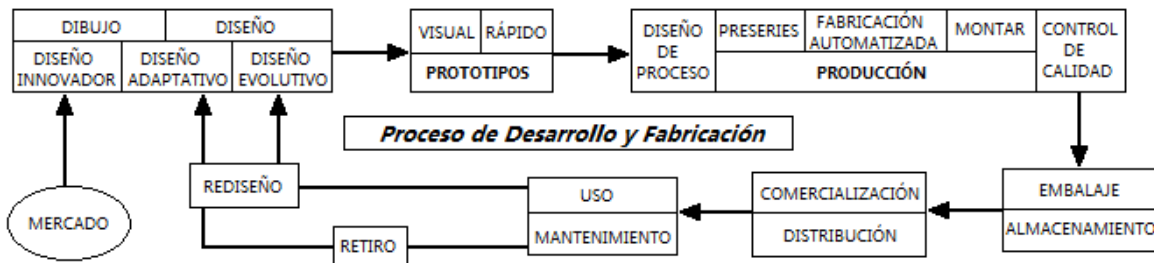 DIBUJO
DISEÑO
DISEÑO
INNOVADOR
DISEÑO
ADAPTATIVO
DISEÑO
EVOLUTIVO
VISUAL
RÁPIDO
PROTOTIPOS
DISEÑO
DE
PROCESO
PRESERIES
FABRICACIÓN
AUTOMATIZADA
MONTAR
PRODUCCIÓN
CONTROL
DE
CALIDAD
Proceso de Desarrollo y Fabricación
MERCADO
REDISEÑO
RETIRO
USO
MANTENIMIENTO
COMERCIALIZACIÓN
DISTRIBUCIÓN
EMBALAJE
ALMACENAMIENTO